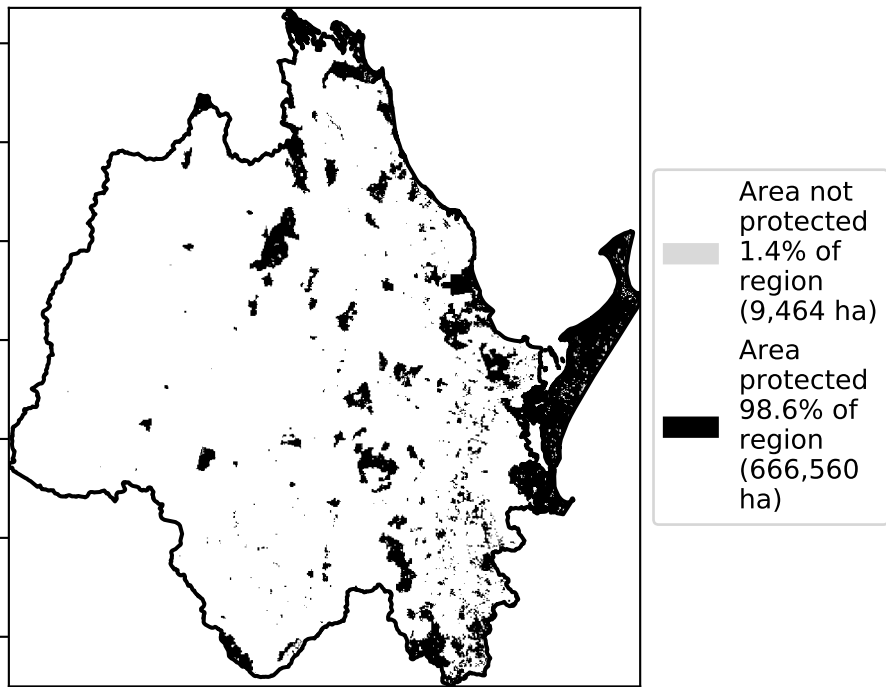 Area not
protected
1.4% of
region
(9,464 ha)
Area
protected
98.6% of
region
(666,560
ha)